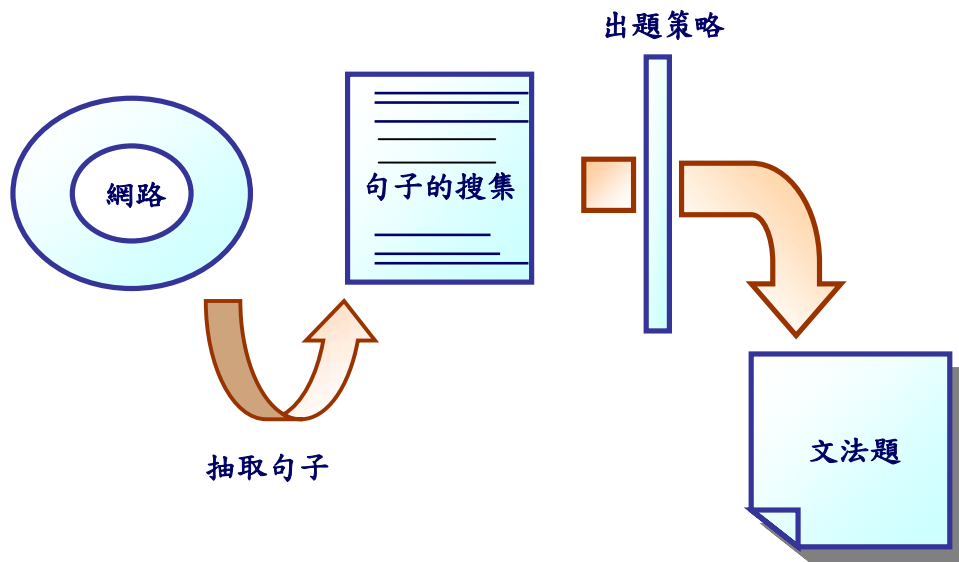 出題策略
網路
句子的搜集
抽取句子
文法題